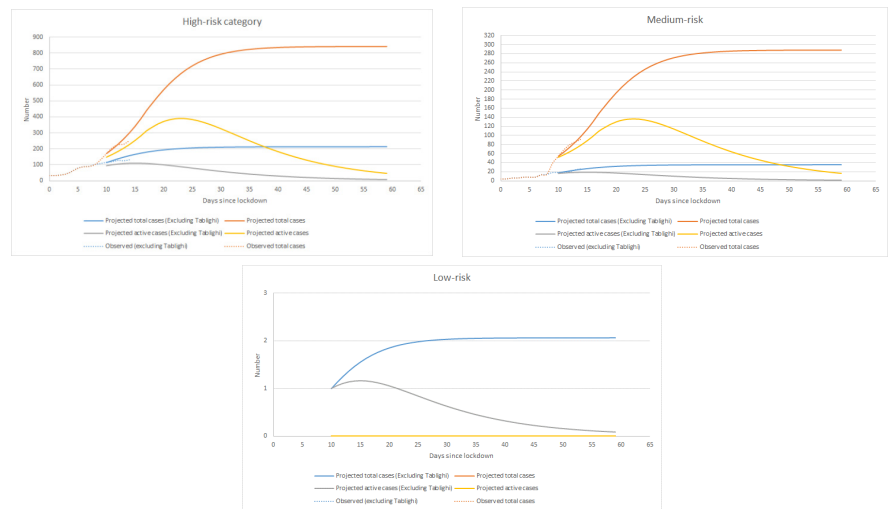 High-risk category
900
800
700
600
500
400
300
200
100
0
Number
0 5 10 15 20 25 30 35 40 45 50 55 60 65
Days since lockdown
Projected total cases (Excluding Tablighi) Projected total cases
Projected active cases (Excluding Tablighi) Projected active cases
Observed (excluding Tablighi) Observed total cases
Medium-risk
320
300
280
260
240
220
200
180
160
140
120
100
80
60
40
20
0
Number
0 5 10 15 20 25 30 35 40 45 50 55 60 65
Days since lockdown
Projected total cases (Excluding Tablighi) Projected total cases
Projected active cases (Excluding Tablighi) Projected active cases
Observed (excluding Tablighi) Observed total cases
Low-risk
3
2
1
0
Number
0 5 10 15 20 25 30 35 40 45 50 55 60 65
Days since lockdown
Projected total cases (Excluding Tablighi) Projected total cases
Projected active cases (Excluding Tablighi) Projected active cases
Observed (excluding Tablighi) Observed total cases